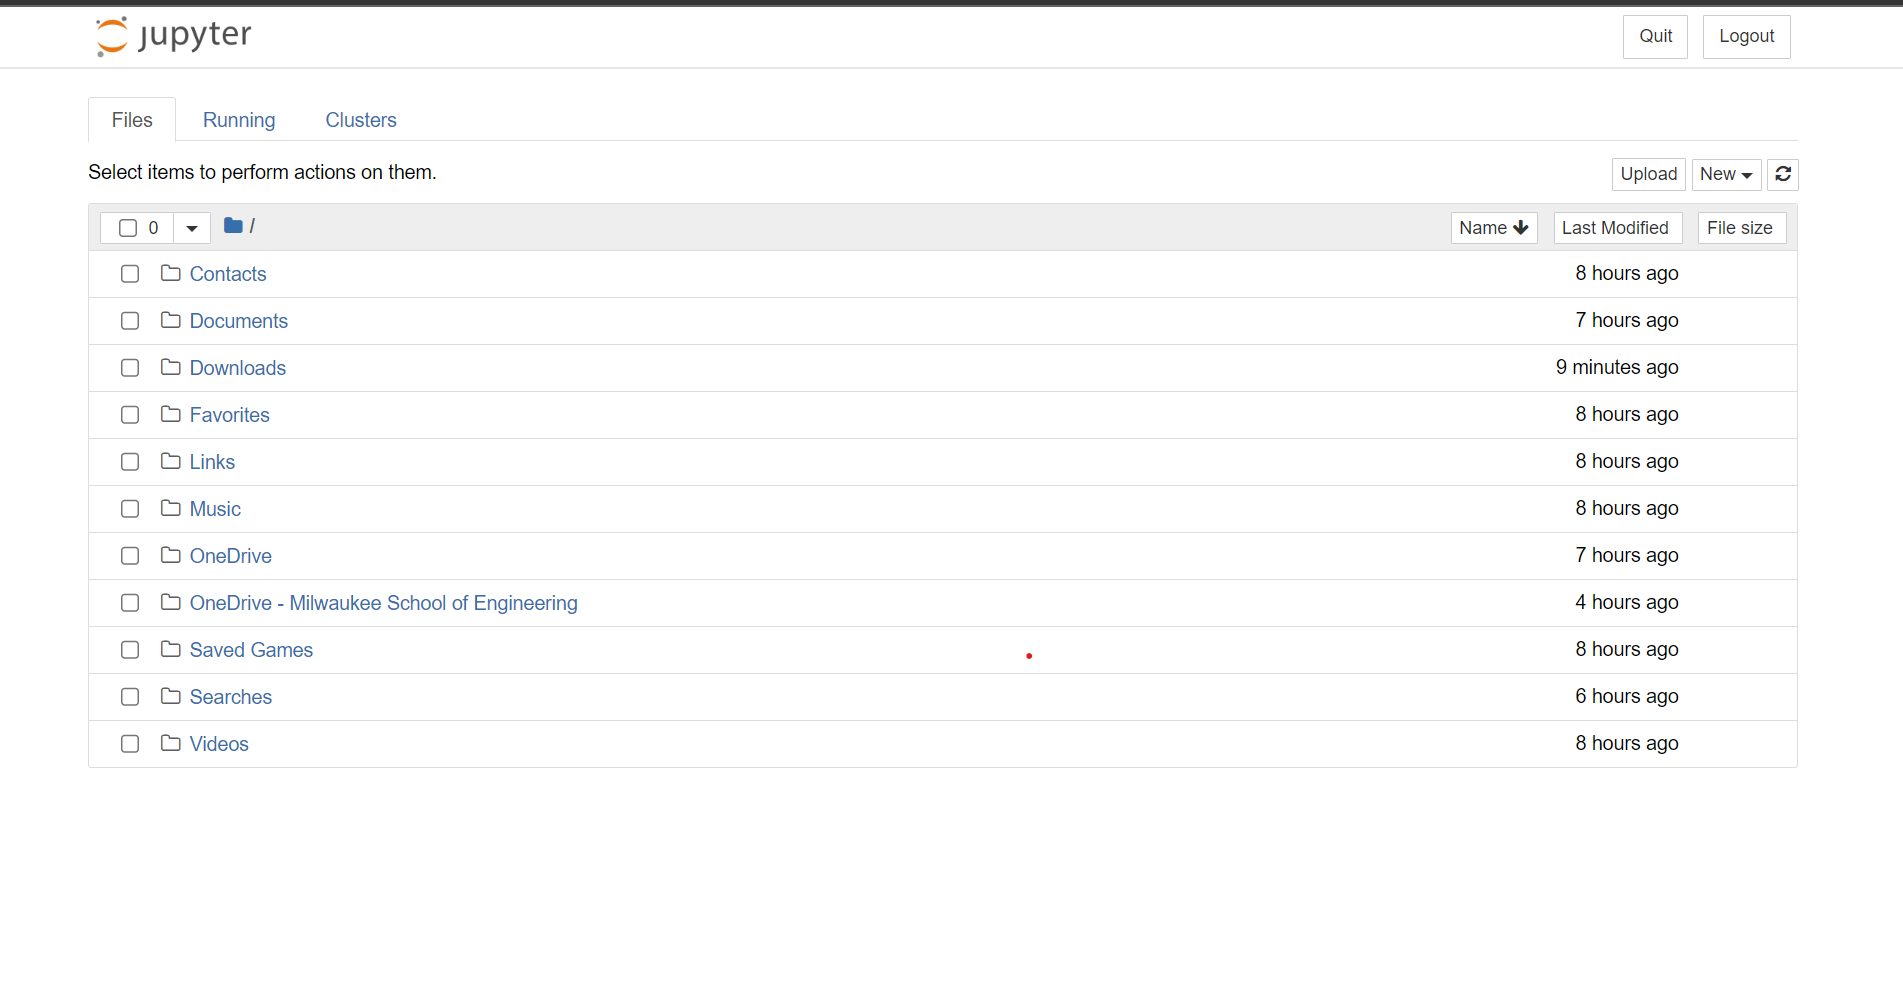 jupyter
Quit Logout
Files Running Clusters
Select items to perform actions on them.
Upload New
0 / Name Last Modified File size
Contacts 8 hours ago
Documents 7 hours ago
Downloads 9 minutes ago
Favorites 8 hours ago
Links 8 hours ago
Music 8 hours ago
OneDrive 7 hours ago
OneDrive - Milwaukee School of Engineering 4 hours ago
Saved Games 8 hours ago
Searches 6 hours ago
Videos 8 hours ago